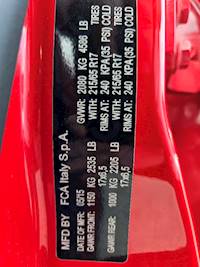 MFD BY FCA Italy S.p.A.
DATE OF MFR: 05/15 GVWR: 2080 KG 4586 LB
GAWR FRONT: 1150 KG 2535 LB WITH: 215/65 R17 TIRES
17x6,5 RIMS AT: 240 KPA (35 PSI) COLD
GAWR REAR: 1000 KG 2205 LB WITH: 215/65 R17 TIRES
17x6,5 RIMS AT: 240 KPA (35 PSI) COLD